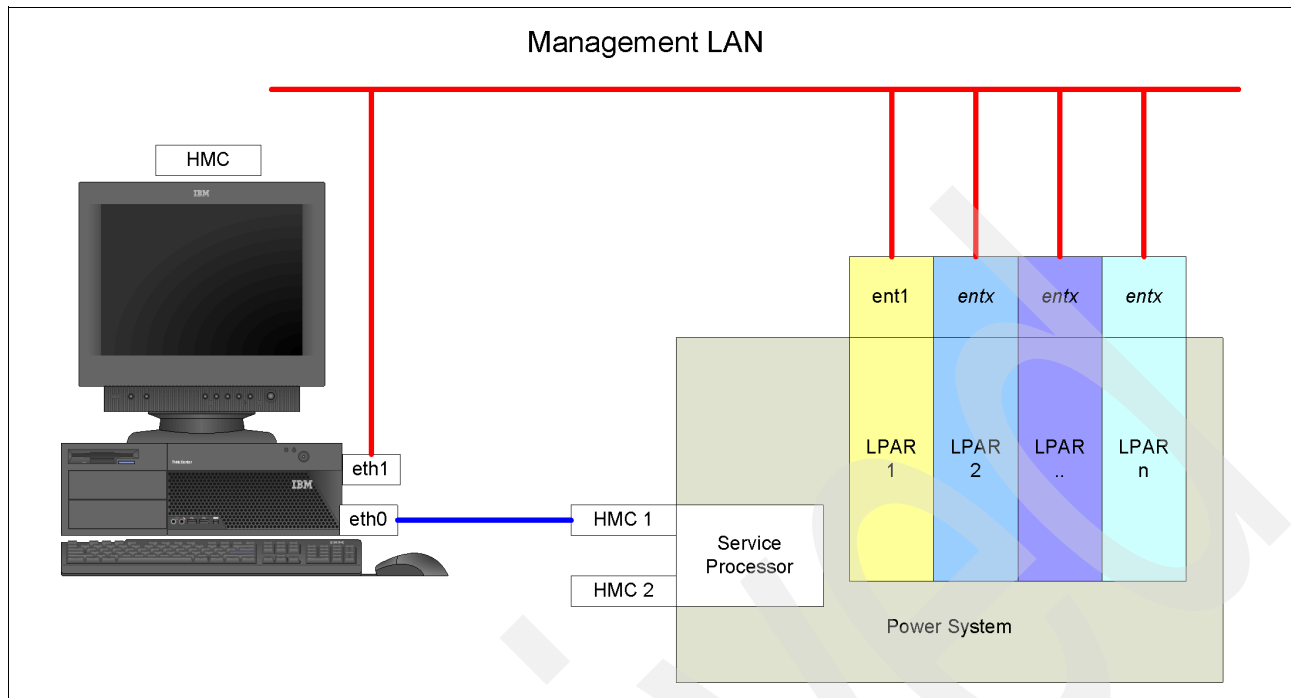 Management LAN
HMC
IBM
ent1
entx
entx
entx
LPAR
1
LPAR
2
LPAR
..
LPAR
n
eth1
IBM
eth0
HMC 1
Service
Processor
HMC 2
Power System